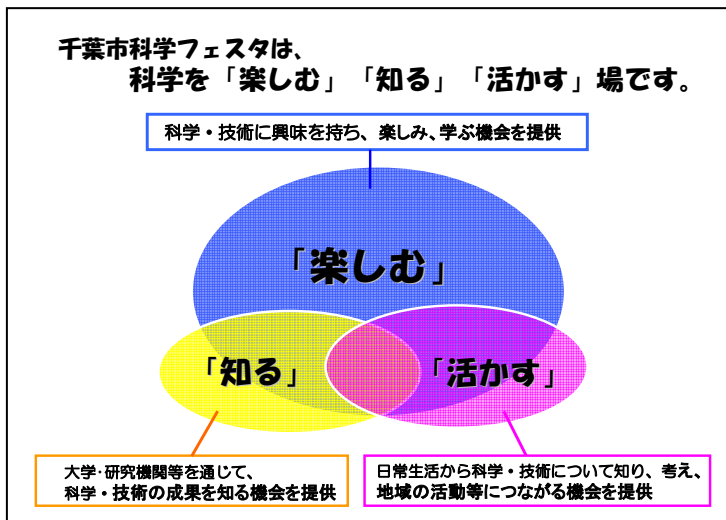 千葉市科学フェスタは、
科学を「楽しむ」「知る」「活かす」場です。
科学・技術に興味を持ち、楽しみ、学ぶ機会を提供
「楽しむ」
「知る」
「活かす」
大学・研究機関等を通じて、
科学・技術の成果を知る機会を提供
日常生活から科学・技術について知り、考え、
地域の活動等につながる機会を提供